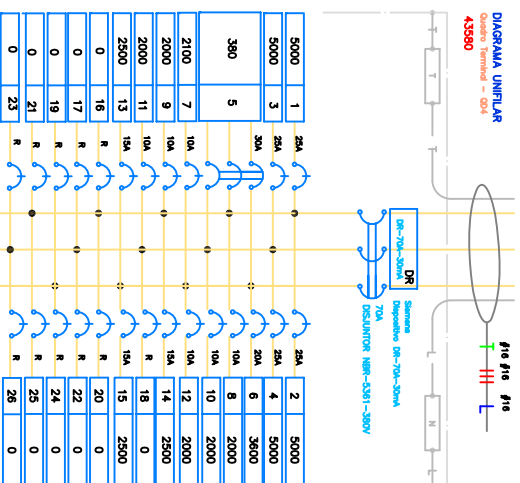 DIAGRAMA UNIFILAR
Quadro Terminal - QD4
43580
#16 #16 #16
T
T
T
L
N
L
DR
DR-70A-30mA
Siemens
Dispositivo DR-70A-30mA
70A
DISJUNTOR NBR-5361-380V
5000 1 25A
5000 3 25A
380 5 30A
2100 7 10A
2000 9 10A
2000 11 10A
2500 13 15A
0 16 R
0 17 R
0 19 R
0 21 R
0 23 R
25A 2 5000
25A 4 5000
20A 6 3600
10A 8 2000
10A 10 2000
10A 12 2000
15A 14 2500
R 18 0
15A 15 2500
R 20 0
R 22 0
R 24 0
R 25 0
R 26 0